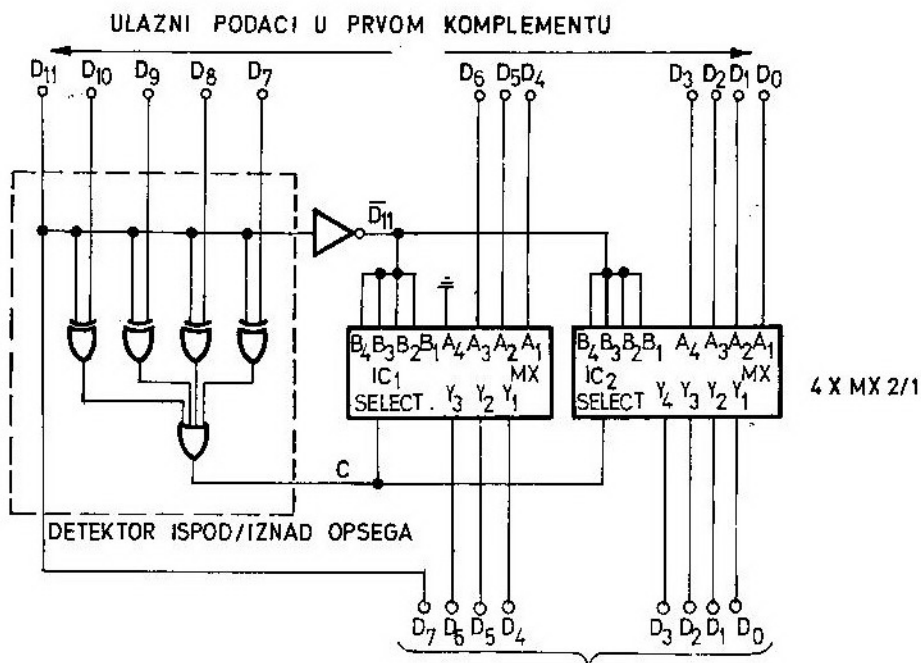 ULAZNI PODACI U PRVOM KOMPLEMENTU
D11 D10 D9 D8 D7 D6 D5 D4 D3 D2 D1 D0
D̅11
B4 B3 B2 B1 A4 A3 A2 A1
IC1 MX
SELECT . Y3 Y2 Y1
B4 B3 B2 B1 A4 A3 A2 A1
IC2 MX
SELECT Y4 Y3 Y2 Y1
4 X MX 2/1
C
DETEKTOR ISPOD/IZNAD OPSEGA
D7 D6 D5 D4 D3 D2 D1 D0